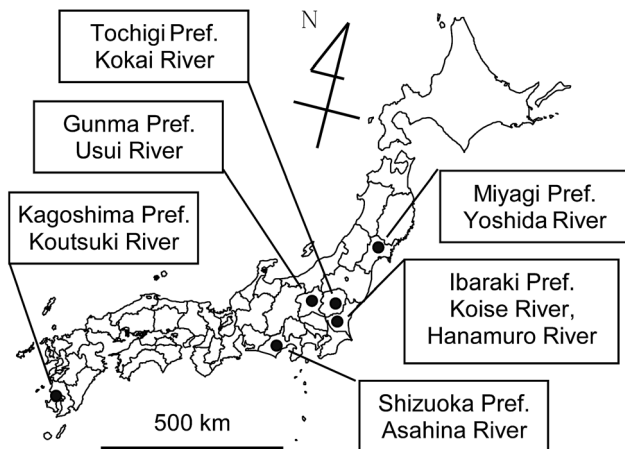 Tochigi Pref.
Kokai River
N
Gunma Pref.
Usui River
Kagoshima Pref.
Koutsuki River
Miyagi Pref.
Yoshida River
Ibaraki Pref.
Koise River,
Hanamuro River
Shizuoka Pref.
Asahina River
500 km